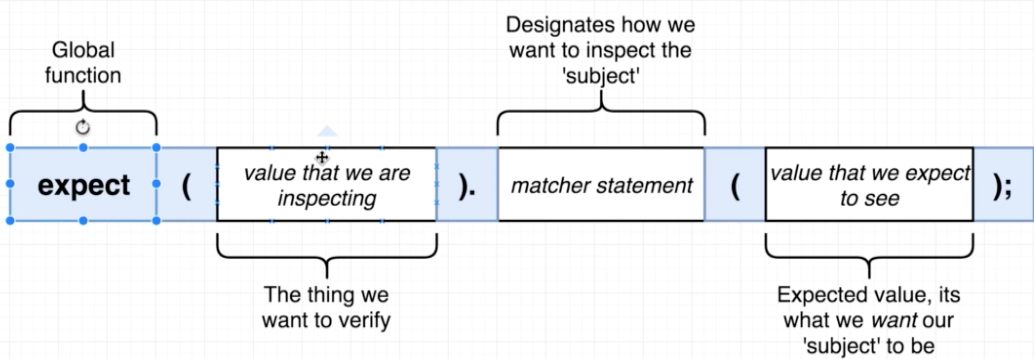 Designates how we
want to inspect the
'subject'
Global
function
expect ( value that we are
inspecting ). matcher statement ( value that we expect
to see );
The thing we
want to verify
Expected value, its
what we want our
'subject' to be